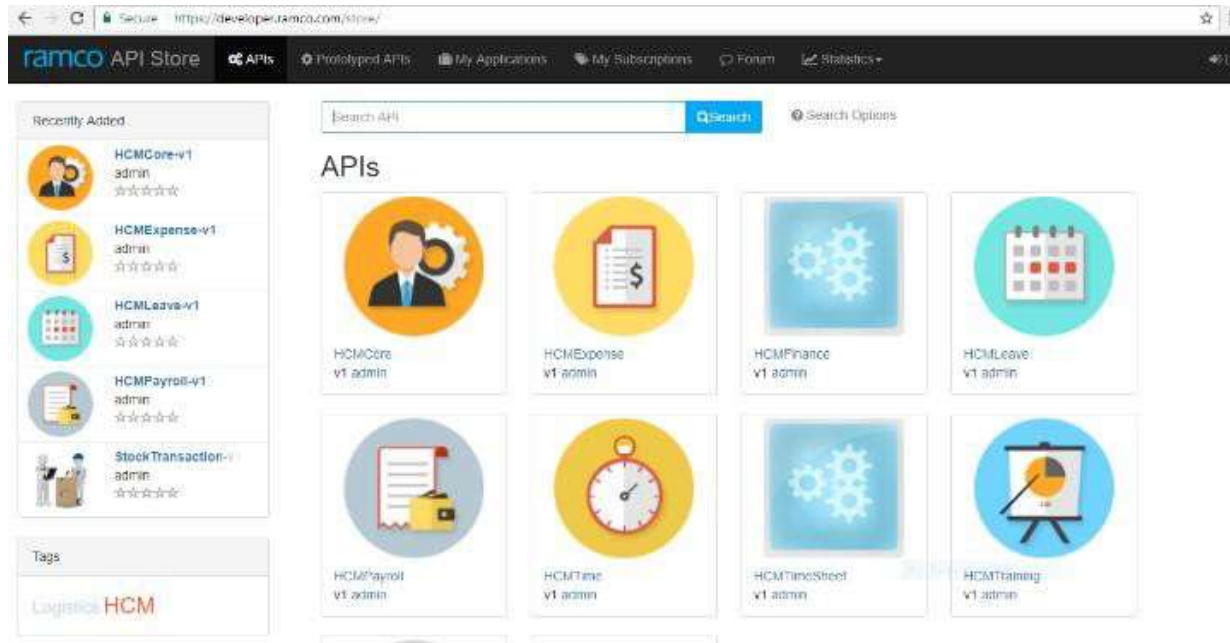 Secure https://developer.ramco.com/store/
ramco API Store APIs Prototyped APIs My Applications My Subscriptions Forum Statistics
Recently Added
HCMCore-v1
admin
HCMExpense-v1
admin
HCMLeave-v1
admin
HCMPayroll-v1
admin
StockTransaction-v
admin
Tags
Logistics HCM
Search API Search Search Options
APIs
HCMCore
v1 admin
HCMExpense
v1 admin
HCMFinance
v1 admin
HCMLeave
v1 admin
HCMPayroll
v1 admin
HCMTime
v1 admin
HCMTimeSheet
v1 admin
HCMTraining
v1 admin